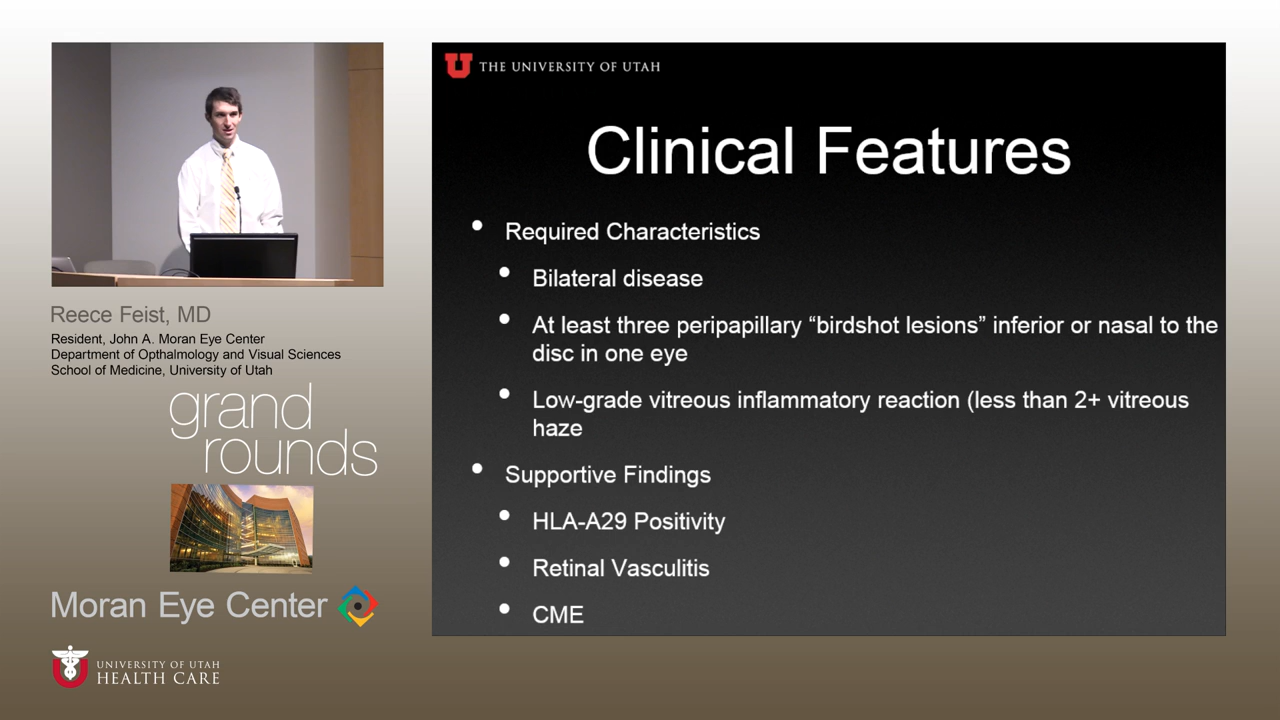 Reece Feist, MD
Resident, John A. Moran Eye Center
Department of Opthalmology and Visual Sciences
School of Medicine, University of Utah
grand
rounds
Moran Eye Center
UNIVERSITY OF UTAH
HEALTH CARE
U THE UNIVERSITY OF UTAH
Clinical Features
• Required Characteristics
• Bilateral disease
• At least three peripapillary “birdshot lesions” inferior or nasal to the
disc in one eye
• Low-grade vitreous inflammatory reaction (less than 2+ vitreous
haze
• Supportive Findings
• HLA-A29 Positivity
• Retinal Vasculitis
• CME